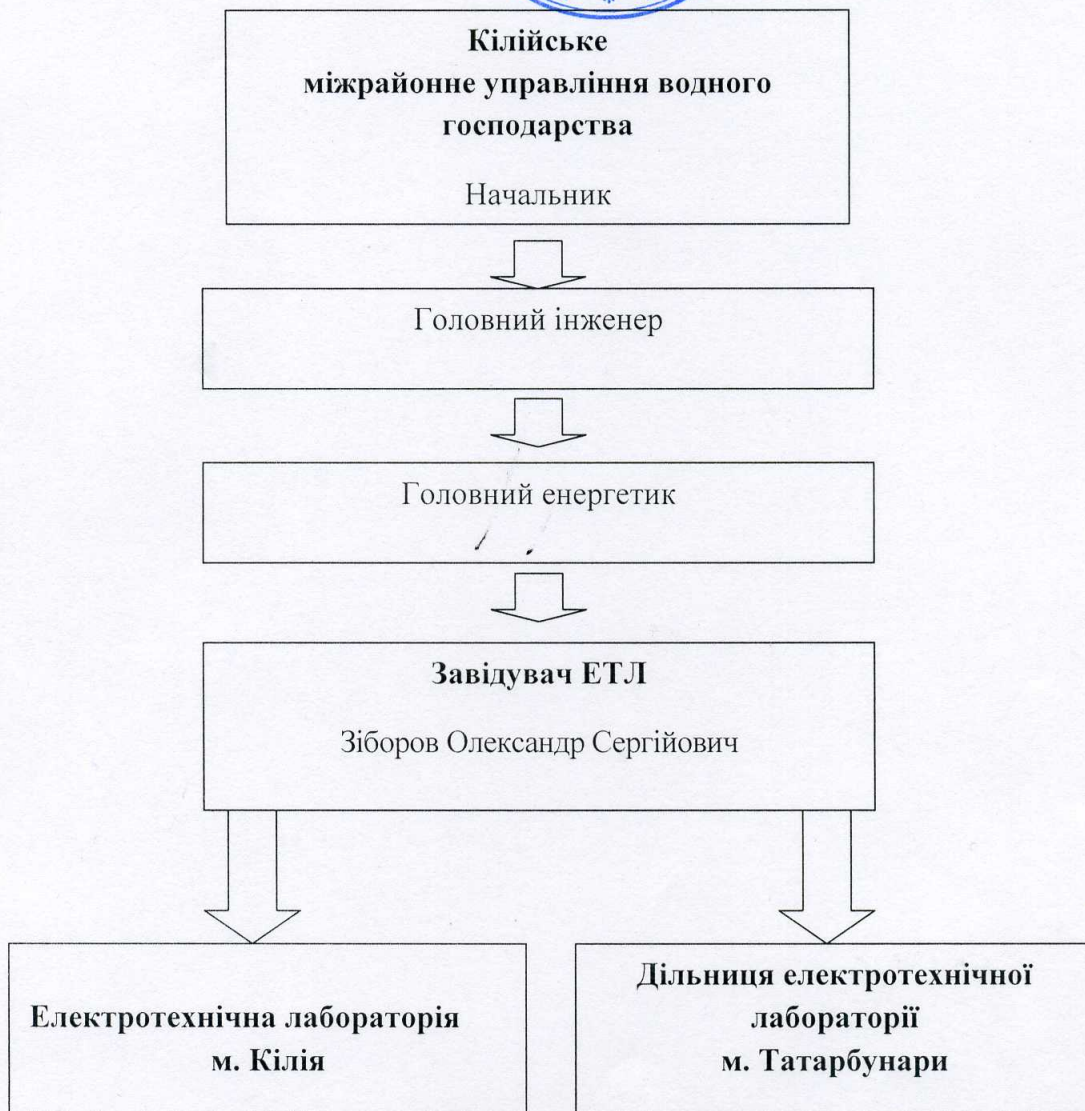 Кілійське
міжрайонне управління водного
господарства
Начальник
Головний інженер
Головний енергетик
Завідувач ЕТЛ
Зіборов Олександр Сергійович
Електротехнічна лабораторія
м. Кілія
Дільниця електротехнічної
лабораторії
м. Татарбунари